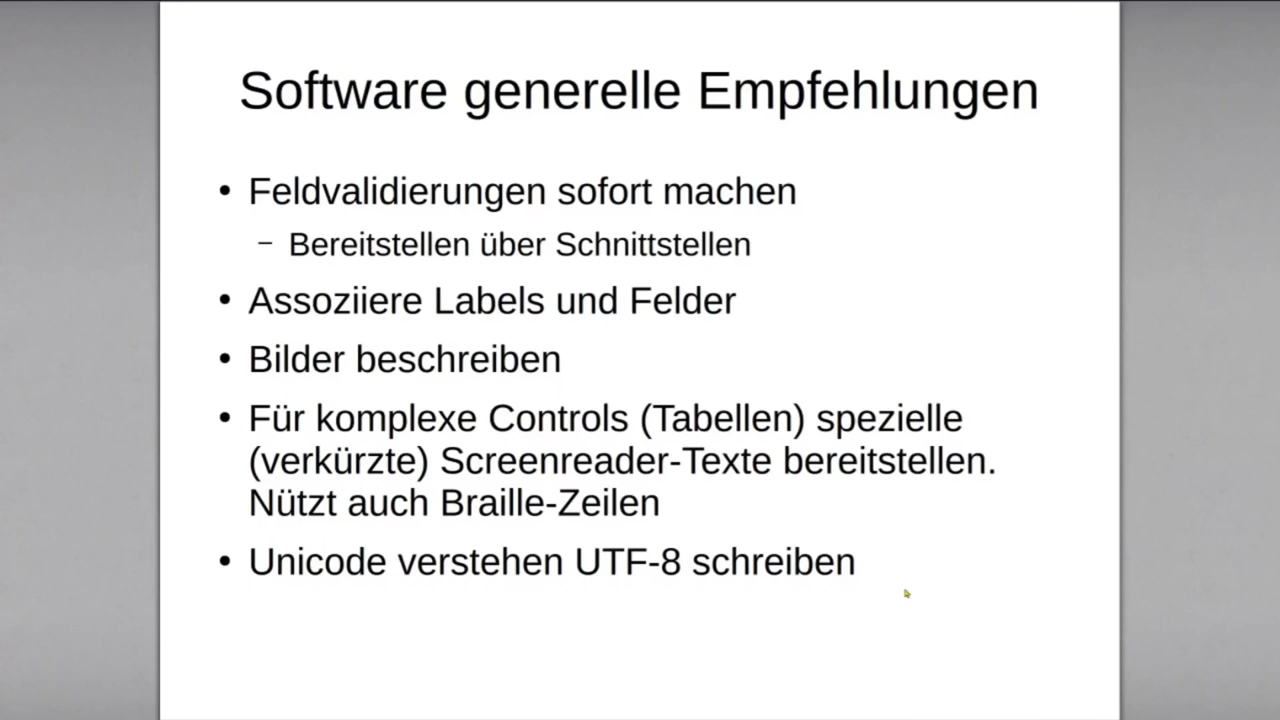 Software generelle Empfehlungen
• Feldvalidierungen sofort machen
– Bereitstellen über Schnittstellen
• Assoziiere Labels und Felder
• Bilder beschreiben
• Für komplexe Controls (Tabellen) spezielle
(verkürzte) Screenreader-Texte bereitstellen.
Nützt auch Braille-Zeilen
• Unicode verstehen UTF-8 schreiben